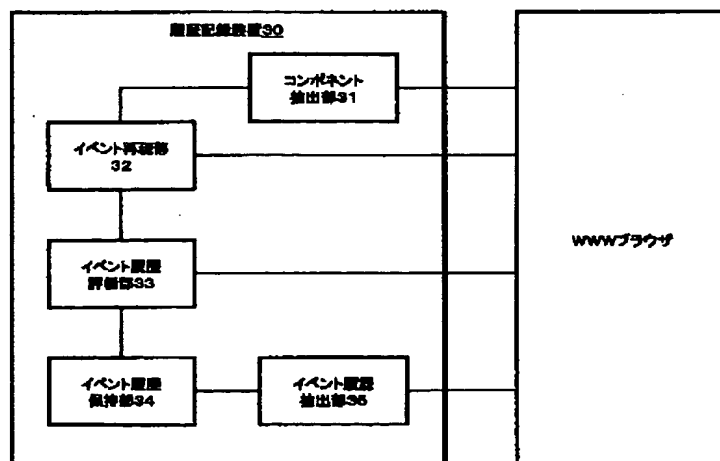 履歴記録装置30
コンポネント
抽出部31
イベント再現部
32
WWWブラウザ
イベント履歴
評価部33
イベント履歴
保持部34
イベント履歴
抽出部35